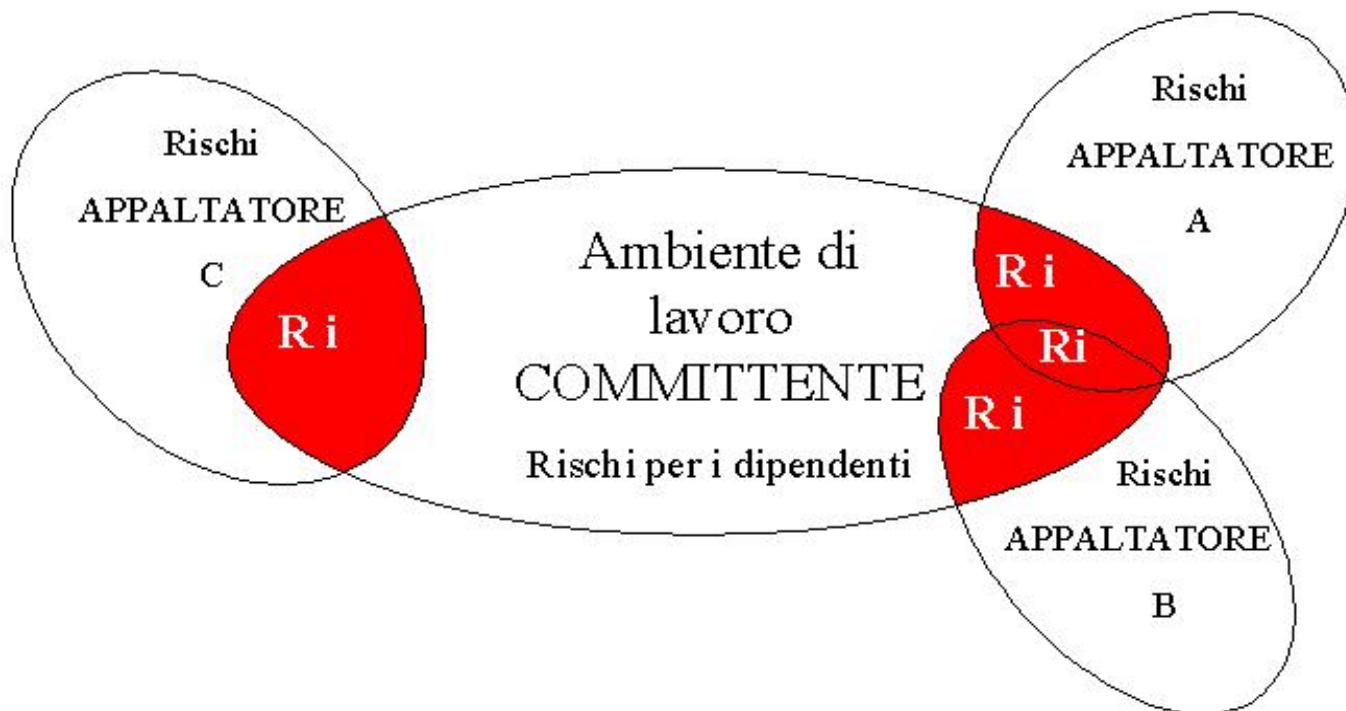 Rischi
APPALTATORE
C
R i
Ambiente di
lavoro
COMMITTENTE
Rischi per i dipendenti
Rischi
APPALTATORE
A
R i
Ri
R i
Rischi
APPALTATORE
B